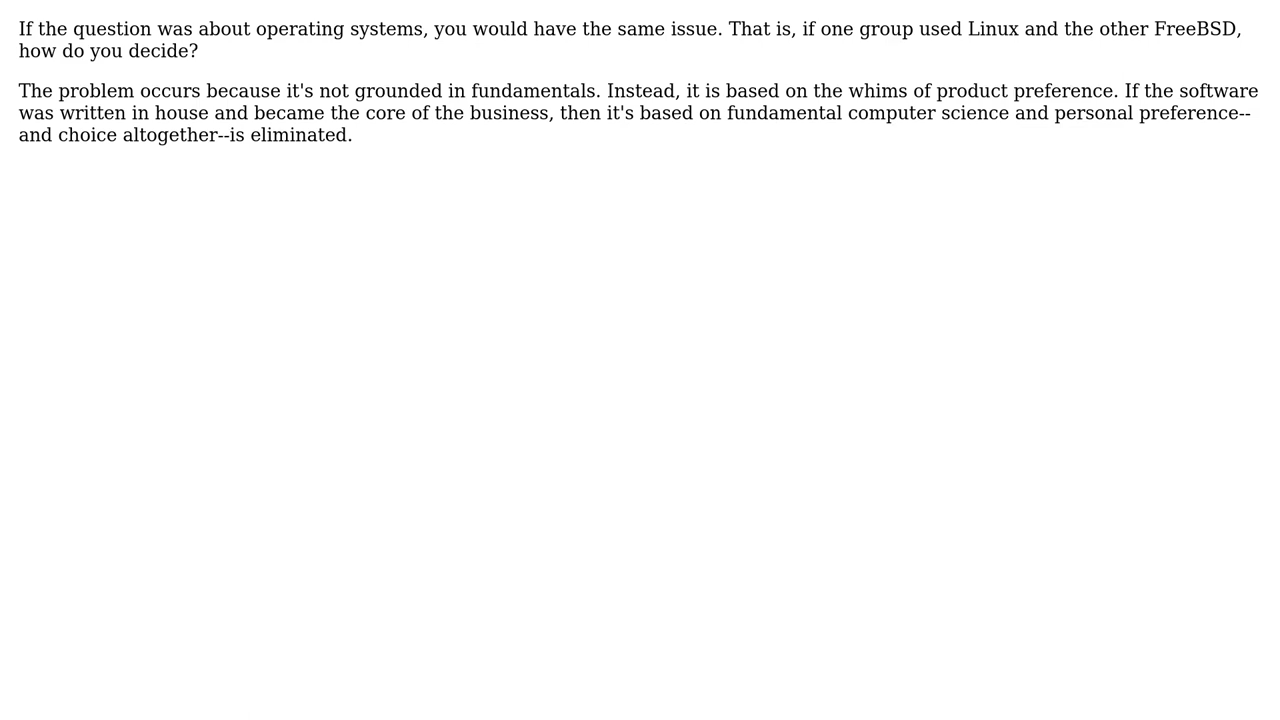 If the question was about operating systems, you would have the same issue. That is, if one group used Linux and the other FreeBSD,
how do you decide?
The problem occurs because it's not grounded in fundamentals. Instead, it is based on the whims of product preference. If the software
was written in house and became the core of the business, then it's based on fundamental computer science and personal preference--
and choice altogether--is eliminated.